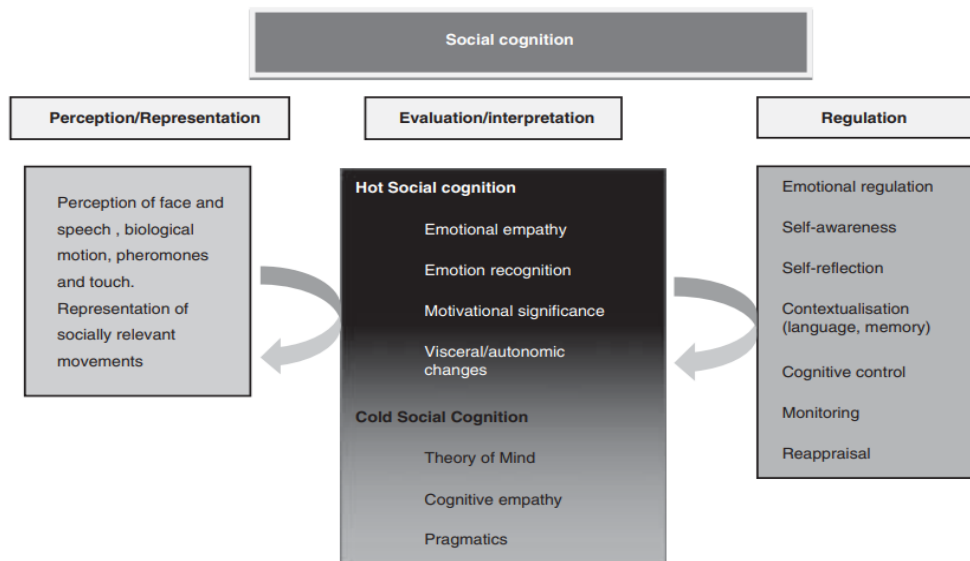 Social cognition
Perception/Representation
Evaluation/interpretation
Regulation
Perception of face and
speech , biological
motion, pheromones
and touch.
Representation of
socially relevant
movements
Hot Social cognition
Emotional empathy
Emotion recognition
Motivational significance
Visceral/autonomic
changes
Cold Social Cognition
Theory of Mind
Cognitive empathy
Pragmatics
Emotional regulation
Self-awareness
Self-reflection
Contextualisation
(language, memory)
Cognitive control
Monitoring
Reappraisal